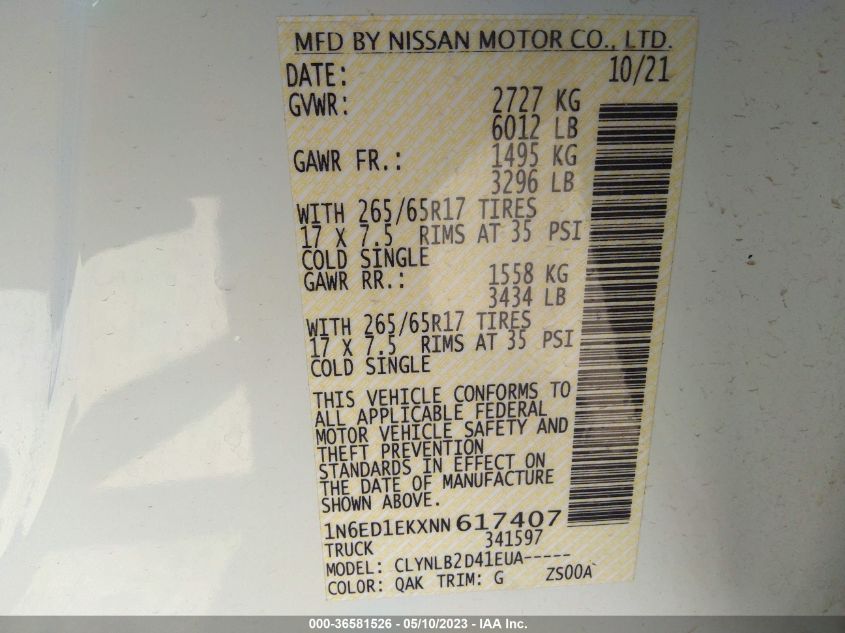 MFD BY NISSAN MOTOR CO., LTD.
DATE: 10/21
GVWR: 2727 KG
6012 LB
GAWR FR.: 1495 KG
3296 LB
WITH 265/65R17 TIRES
17 X 7.5 RIMS AT 35 PSI
COLD SINGLE
GAWR RR.: 1558 KG
3434 LB
WITH 265/65R17 TIRES
17 X 7.5 RIMS AT 35 PSI
COLD SINGLE
THIS VEHICLE CONFORMS TO
ALL APPLICABLE FEDERAL
MOTOR VEHICLE SAFETY AND
THEFT PREVENTION
STANDARDS IN EFFECT ON
THE DATE OF MANUFACTURE
SHOWN ABOVE.
1N6ED1EKXNN617407
TRUCK 341597
MODEL: CLYNLB2D41EUA-----
COLOR: QAK TRIM: G ZS00A
000-36581526 - 05/10/2023 - IAA Inc.